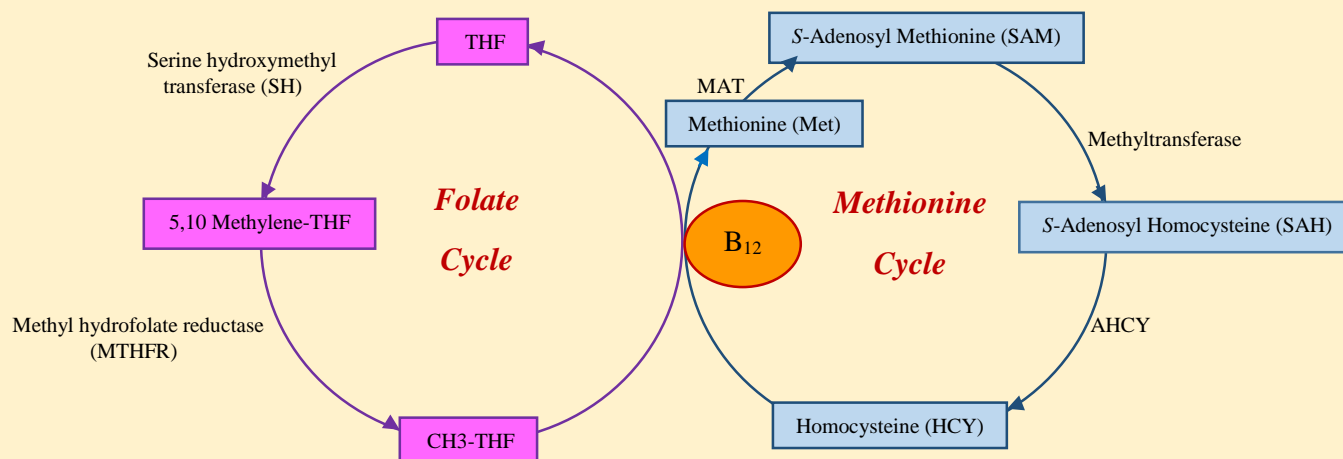 THF
Serine hydroxymethyl
transferase (SH)
5,10 Methylene-THF
Methyl hydrofolate reductase
(MTHFR)
CH3-THF
Folate
Cycle
B₁₂
S-Adenosyl Methionine (SAM)
MAT
Methionine (Met)
Methyltransferase
Methionine
Cycle
S-Adenosyl Homocysteine (SAH)
AHCY
Homocysteine (HCY)